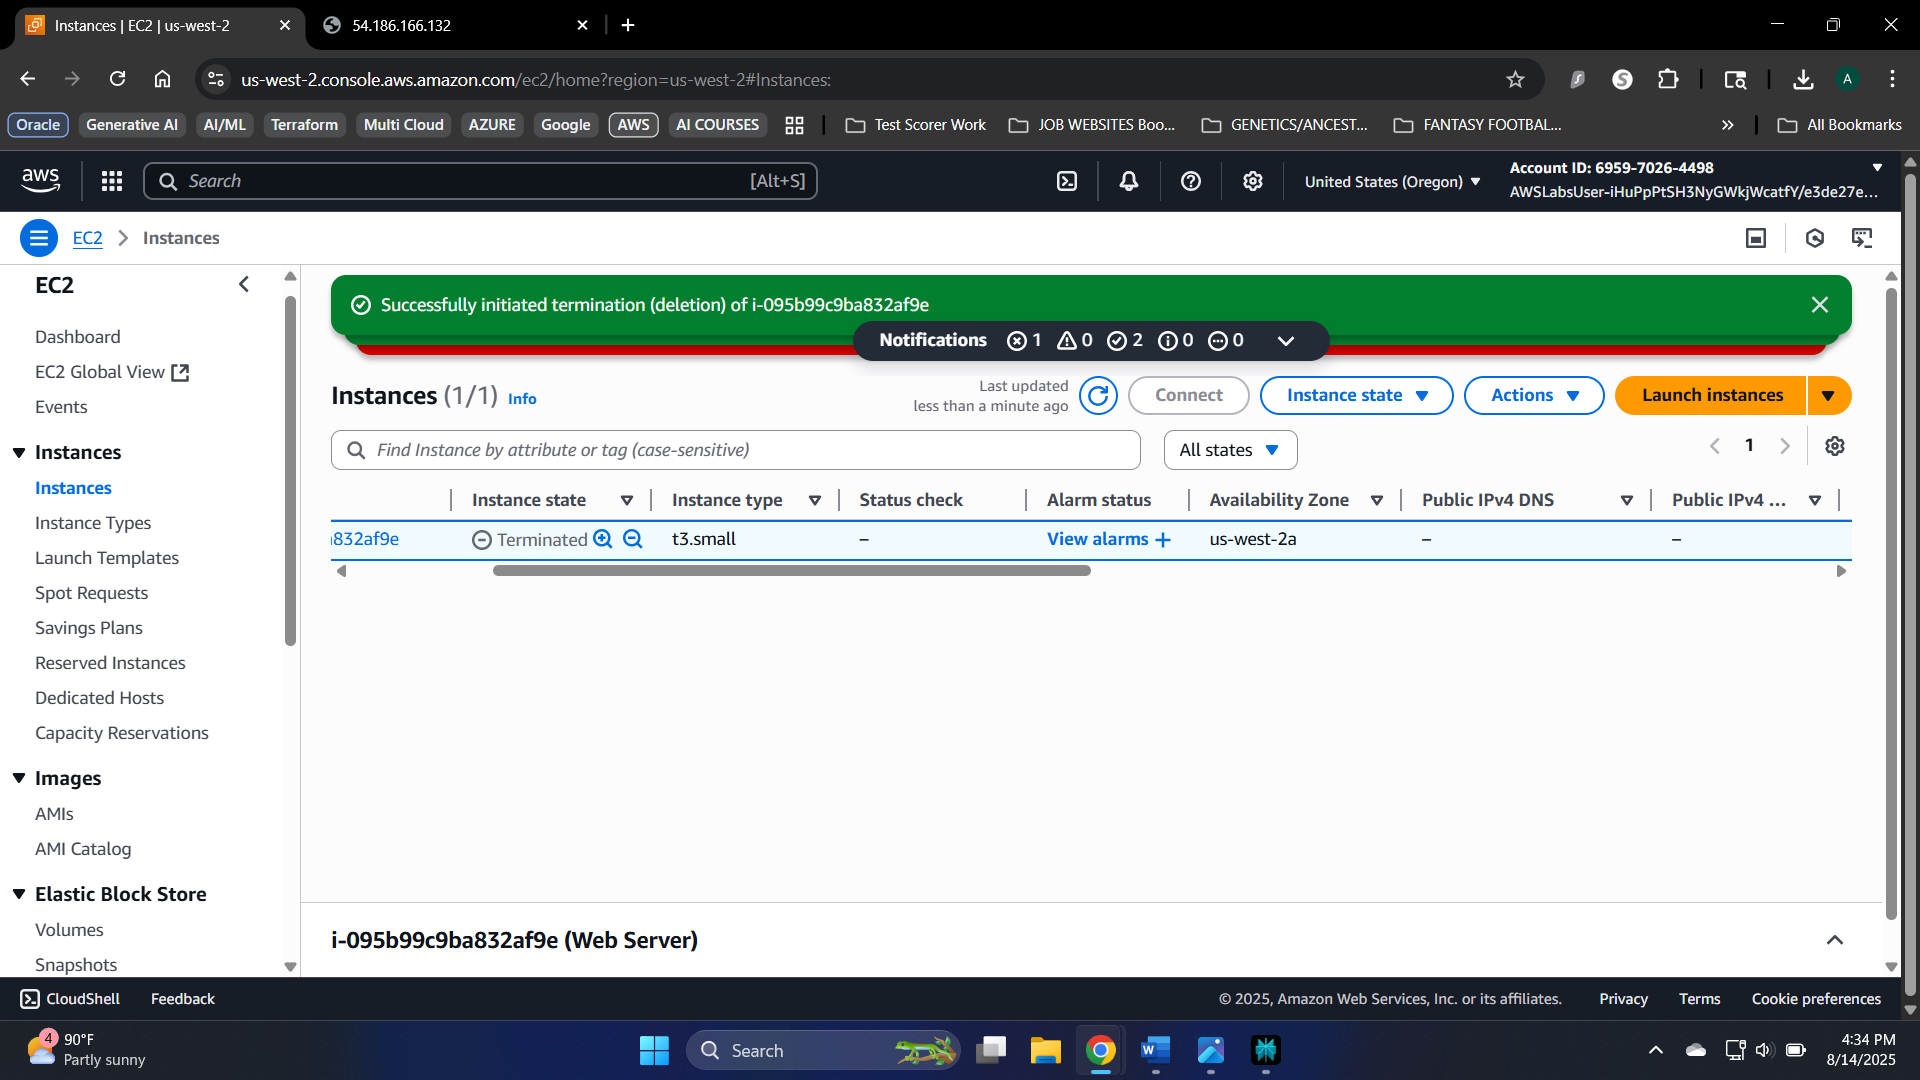 Instances | EC2 | us-west-2
54.186.166.132
us-west-2.console.aws.amazon.com/ec2/home?region=us-west-2#Instances:
A
Oracle
Generative AI
AI/ML
Terraform
Multi Cloud
AZURE
Google
AWS
AI COURSES
Test Scorer Work
JOB WEBSITES Boo...
GENETICS/ANCEST...
FANTASY FOOTBAL...
All Bookmarks
aws
Search
[Alt+S]
United States (Oregon)
Account ID: 6959-7026-4498
AWSLabsUser-iHuPpPtSH3NyGWkjWcatfY/e3de27e...
EC2
Instances
EC2
Dashboard
EC2 Global View
Events
Instances
Instances
Instance Types
Launch Templates
Spot Requests
Savings Plans
Reserved Instances
Dedicated Hosts
Capacity Reservations
Images
AMIs
AMI Catalog
Elastic Block Store
Volumes
Snapshots
Successfully initiated termination (deletion) of i-095b99c9ba832af9e
Notifications 1 0 2 0 0
Instances (1/1) Info
Last updated
less than a minute ago
Connect
Instance state
Actions
Launch instances
Find Instance by attribute or tag (case-sensitive)
All states
1
Instance state
Instance type
Status check
Alarm status
Availability Zone
Public IPv4 DNS
Public IPv4 ...
832af9e
Terminated
t3.small
–
View alarms +
us-west-2a
–
–
i-095b99c9ba832af9e (Web Server)
CloudShell
Feedback
© 2025, Amazon Web Services, Inc. or its affiliates.
Privacy
Terms
Cookie preferences
4
90°F
Partly sunny
Search
4:34 PM
8/14/2025